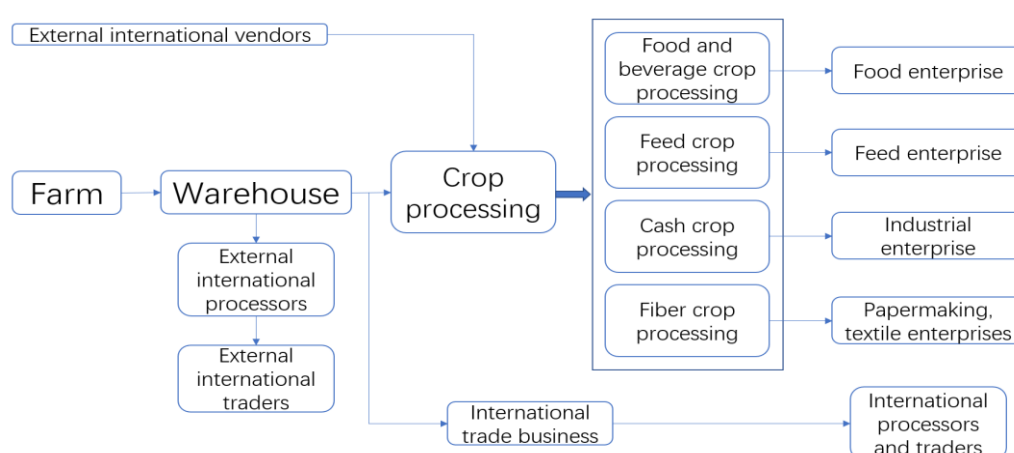 External international vendors
Food and
beverage crop
processing
Food enterprise
Feed crop
processing
Feed enterprise
Farm
Warehouse
Crop
processing
Cash crop
processing
Industrial
enterprise
External
international
processors
Fiber crop
processing
Papermaking,
textile enterprises
External
international
traders
International
trade business
International
processors
and traders